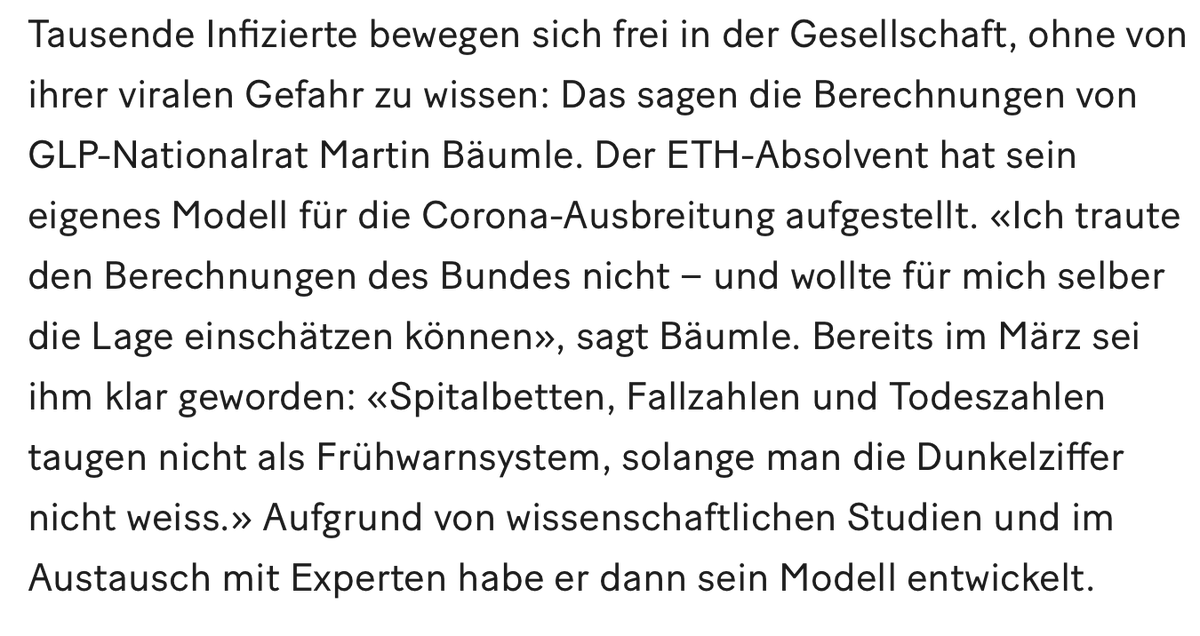 Tausende Infizierte bewegen sich frei in der Gesellschaft, ohne von
ihrer viralen Gefahr zu wissen: Das sagen die Berechnungen von
GLP-Nationalrat Martin Bäumle. Der ETH-Absolvent hat sein
eigenes Modell für die Corona-Ausbreitung aufgestellt. «Ich traute
den Berechnungen des Bundes nicht – und wollte für mich selber
die Lage einschätzen können», sagt Bäumle. Bereits im März sei
ihm klar geworden: «Spitalbetten, Fallzahlen und Todeszahlen
taugen nicht als Frühwarnsystem, solange man die Dunkelziffer
nicht weiss.» Aufgrund von wissenschaftlichen Studien und im
Austausch mit Experten habe er dann sein Modell entwickelt.